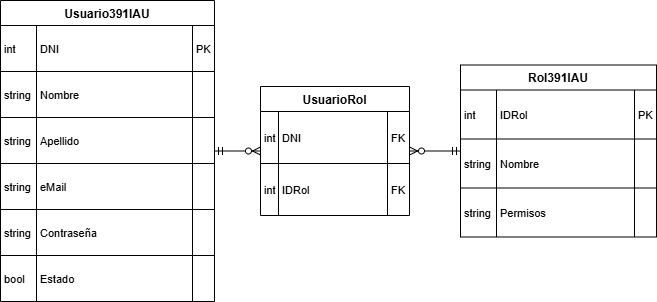 Usuario391IAU
int DNI PK
string Nombre
string Apellido
string eMail
string Contraseña
bool Estado
UsuarioRol
int DNI FK
int IDRol FK
Rol391IAU
int IDRol PK
string Nombre
string Permisos